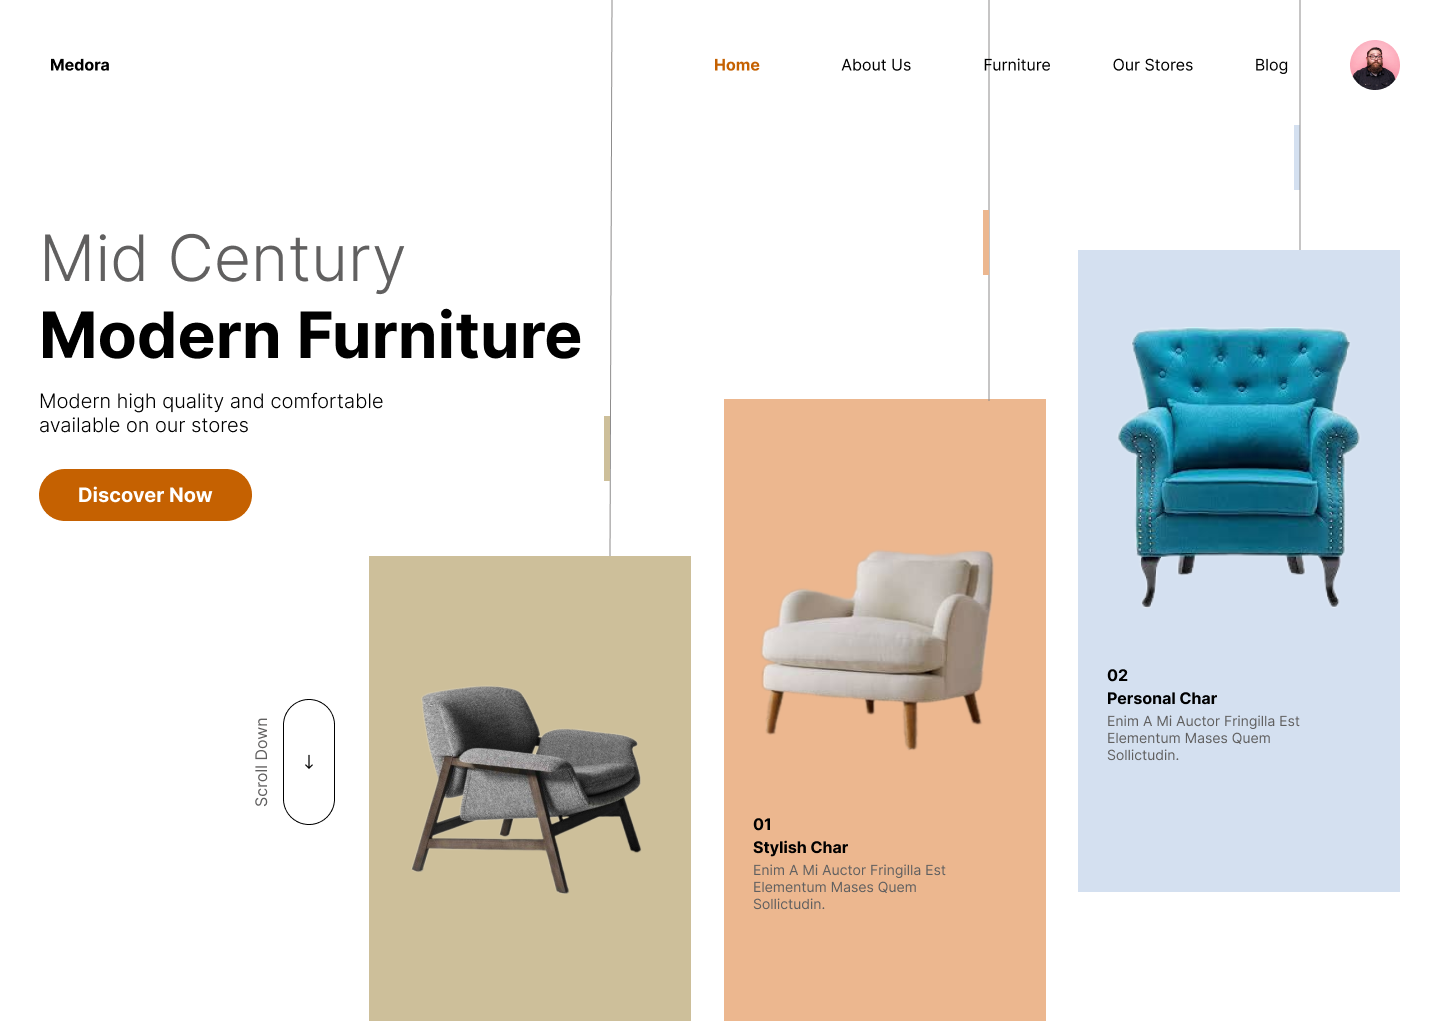 Medora
Home
About Us
Furniture
Our Stores
Blog
Mid Century
Modern Furniture
Modern high quality and comfortable
available on our stores
Discover Now
Scroll Down
01
Stylish Char
Enim A Mi Auctor Fringilla Est
Elementum Mases Quem
Sollictudin.
02
Personal Char
Enim A Mi Auctor Fringilla Est
Elementum Mases Quem
Sollictudin.